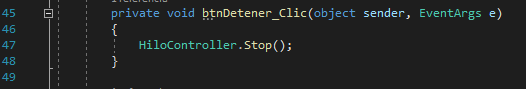 45 private void btnDetener_Clic(object sender, EventArgs e)
46 {
47 HiloController.Stop();
48 }
49